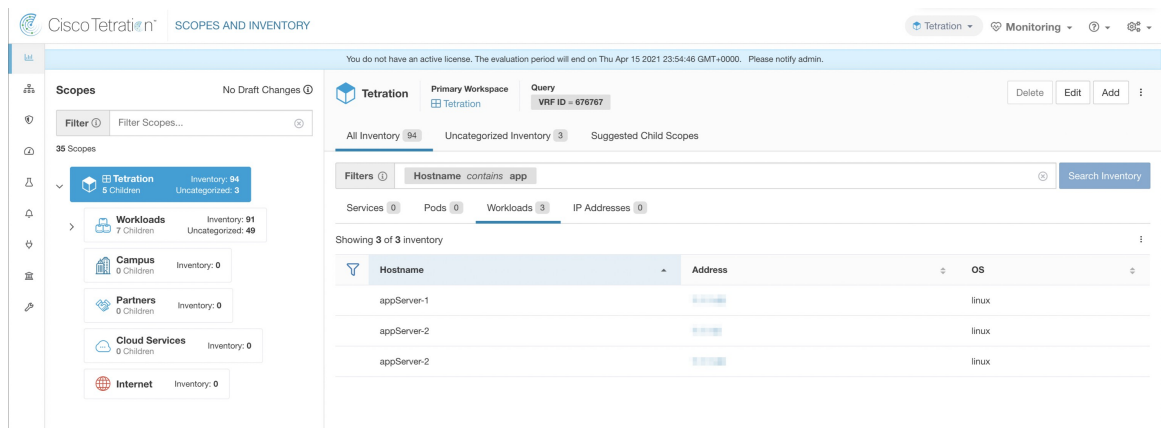 Cisco Tetration™ SCOPES AND INVENTORY
Tetration Monitoring
You do not have an active license. The evaluation period will end on Thu Apr 15 2021 23:54:46 GMT+0000. Please notify admin.
Scopes No Draft Changes
Filter Filter Scopes...
35 Scopes
Tetration Inventory: 94
5 Children Uncategorized: 3
Workloads Inventory: 91
7 Children Uncategorized: 49
Campus
0 Children
Inventory: 0
Partners
0 Children
Inventory: 0
Cloud Services
0 Children
Inventory: 0
Internet Inventory: 0
Tetration
Primary Workspace
Tetration
Query
VRF ID = 676767
Delete Edit Add
All Inventory 94 Uncategorized Inventory 3 Suggested Child Scopes
Filters Hostname contains app Search Inventory
Services 0 Pods 0 Workloads 3 IP Addresses 0
Showing 3 of 3 inventory
Hostname Address OS
appServer-1 linux
appServer-2 linux
appServer-2 linux